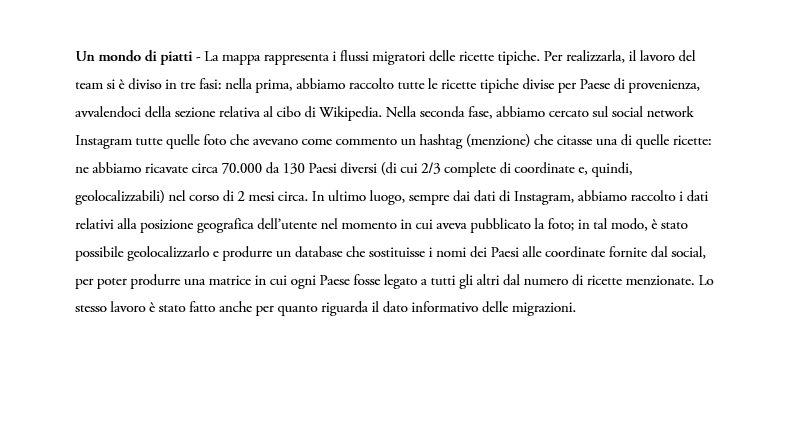 Un mondo di piatti - La mappa rappresenta i flussi migratori delle ricette tipiche. Per realizzarla, il lavoro del
team si è diviso in tre fasi: nella prima, abbiamo raccolto tutte le ricette tipiche divise per Paese di provenienza,
avvalendoci della sezione relativa al cibo di Wikipedia. Nella seconda fase, abbiamo cercato sul social network
Instagram tutte quelle foto che avevano come commento un hashtag (menzione) che citasse una di quelle ricette:
ne abbiamo ricavate circa 70.000 da 130 Paesi diversi (di cui 2/3 complete di coordinate e, quindi,
geolocalizzabili) nel corso di 2 mesi circa. In ultimo luogo, sempre dai dati di Instagram, abbiamo raccolto i dati
relativi alla posizione geografica dell’utente nel momento in cui aveva pubblicato la foto; in tal modo, è stato
possibile geolocalizzarlo e produrre un database che sostituisse i nomi dei Paesi alle coordinate fornite dal social,
per poter produrre una matrice in cui ogni Paese fosse legato a tutti gli altri dal numero di ricette menzionate. Lo
stesso lavoro è stato fatto anche per quanto riguarda il dato informativo delle migrazioni.